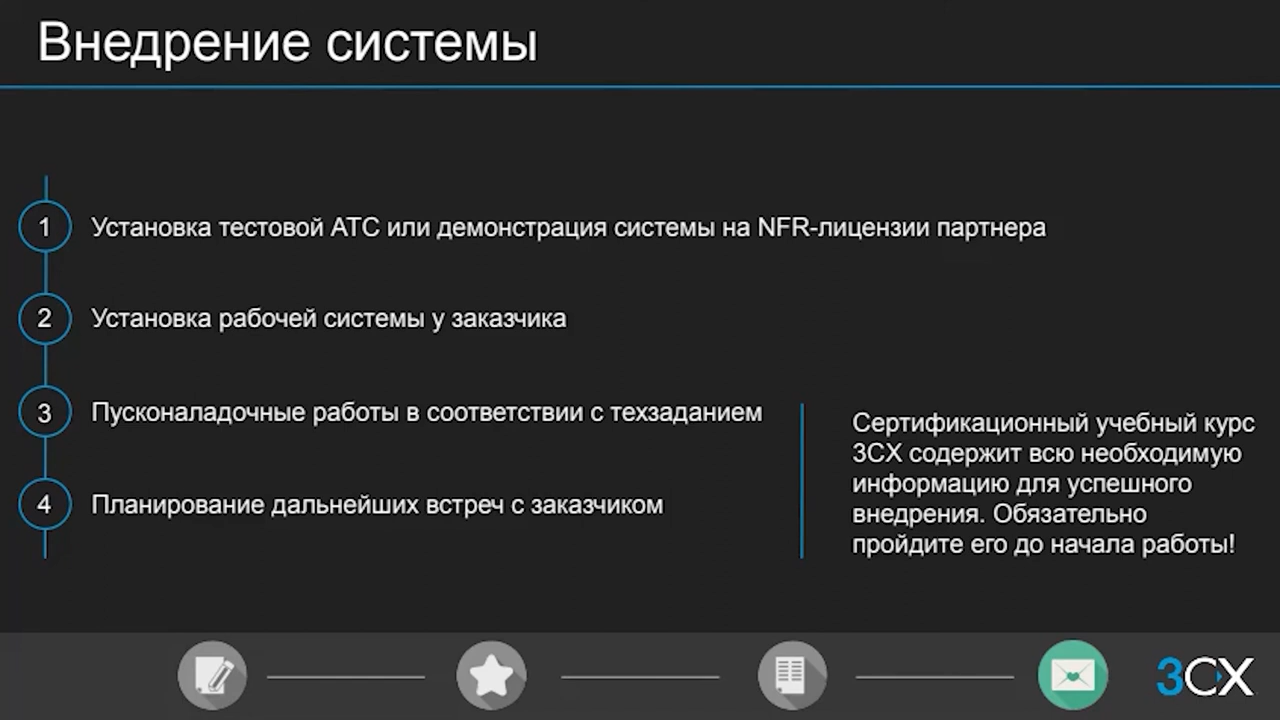 Внедрение системы
1 Установка тестовой АТС или демонстрация системы на NFR-лицензии партнера
2 Установка рабочей системы у заказчика
3 Пусконаладочные работы в соответствии с техзаданием
4 Планирование дальнейших встреч с заказчиком
Сертификационный учебный курс
3CX содержит всю необходимую
информацию для успешного
внедрения. Обязательно
пройдите его до начала работы!
3CX